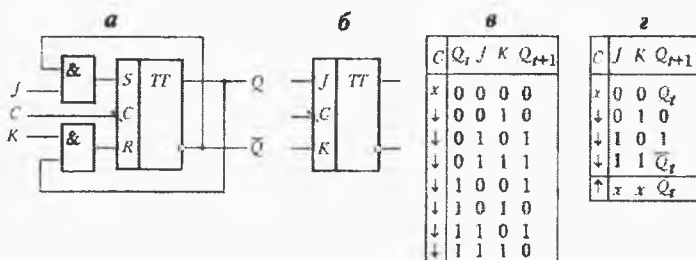 а
б
в
г
&
S TT
J
C
C
K
&
R
Q
Q̅
J TT
C
K
C Qt J K Qt+1
x 0 0 0 0
↓ 0 0 1 0
↓ 0 1 0 1
↓ 0 1 1 1
↓ 1 0 0 1
↓ 1 0 1 0
↓ 1 1 0 1
↓ 1 1 1 0
C J K Qt+1
x 0 0 Qt
↓ 0 1 0
↓ 1 0 1
↓ 1 1 Q̅t
↑ x x Qt